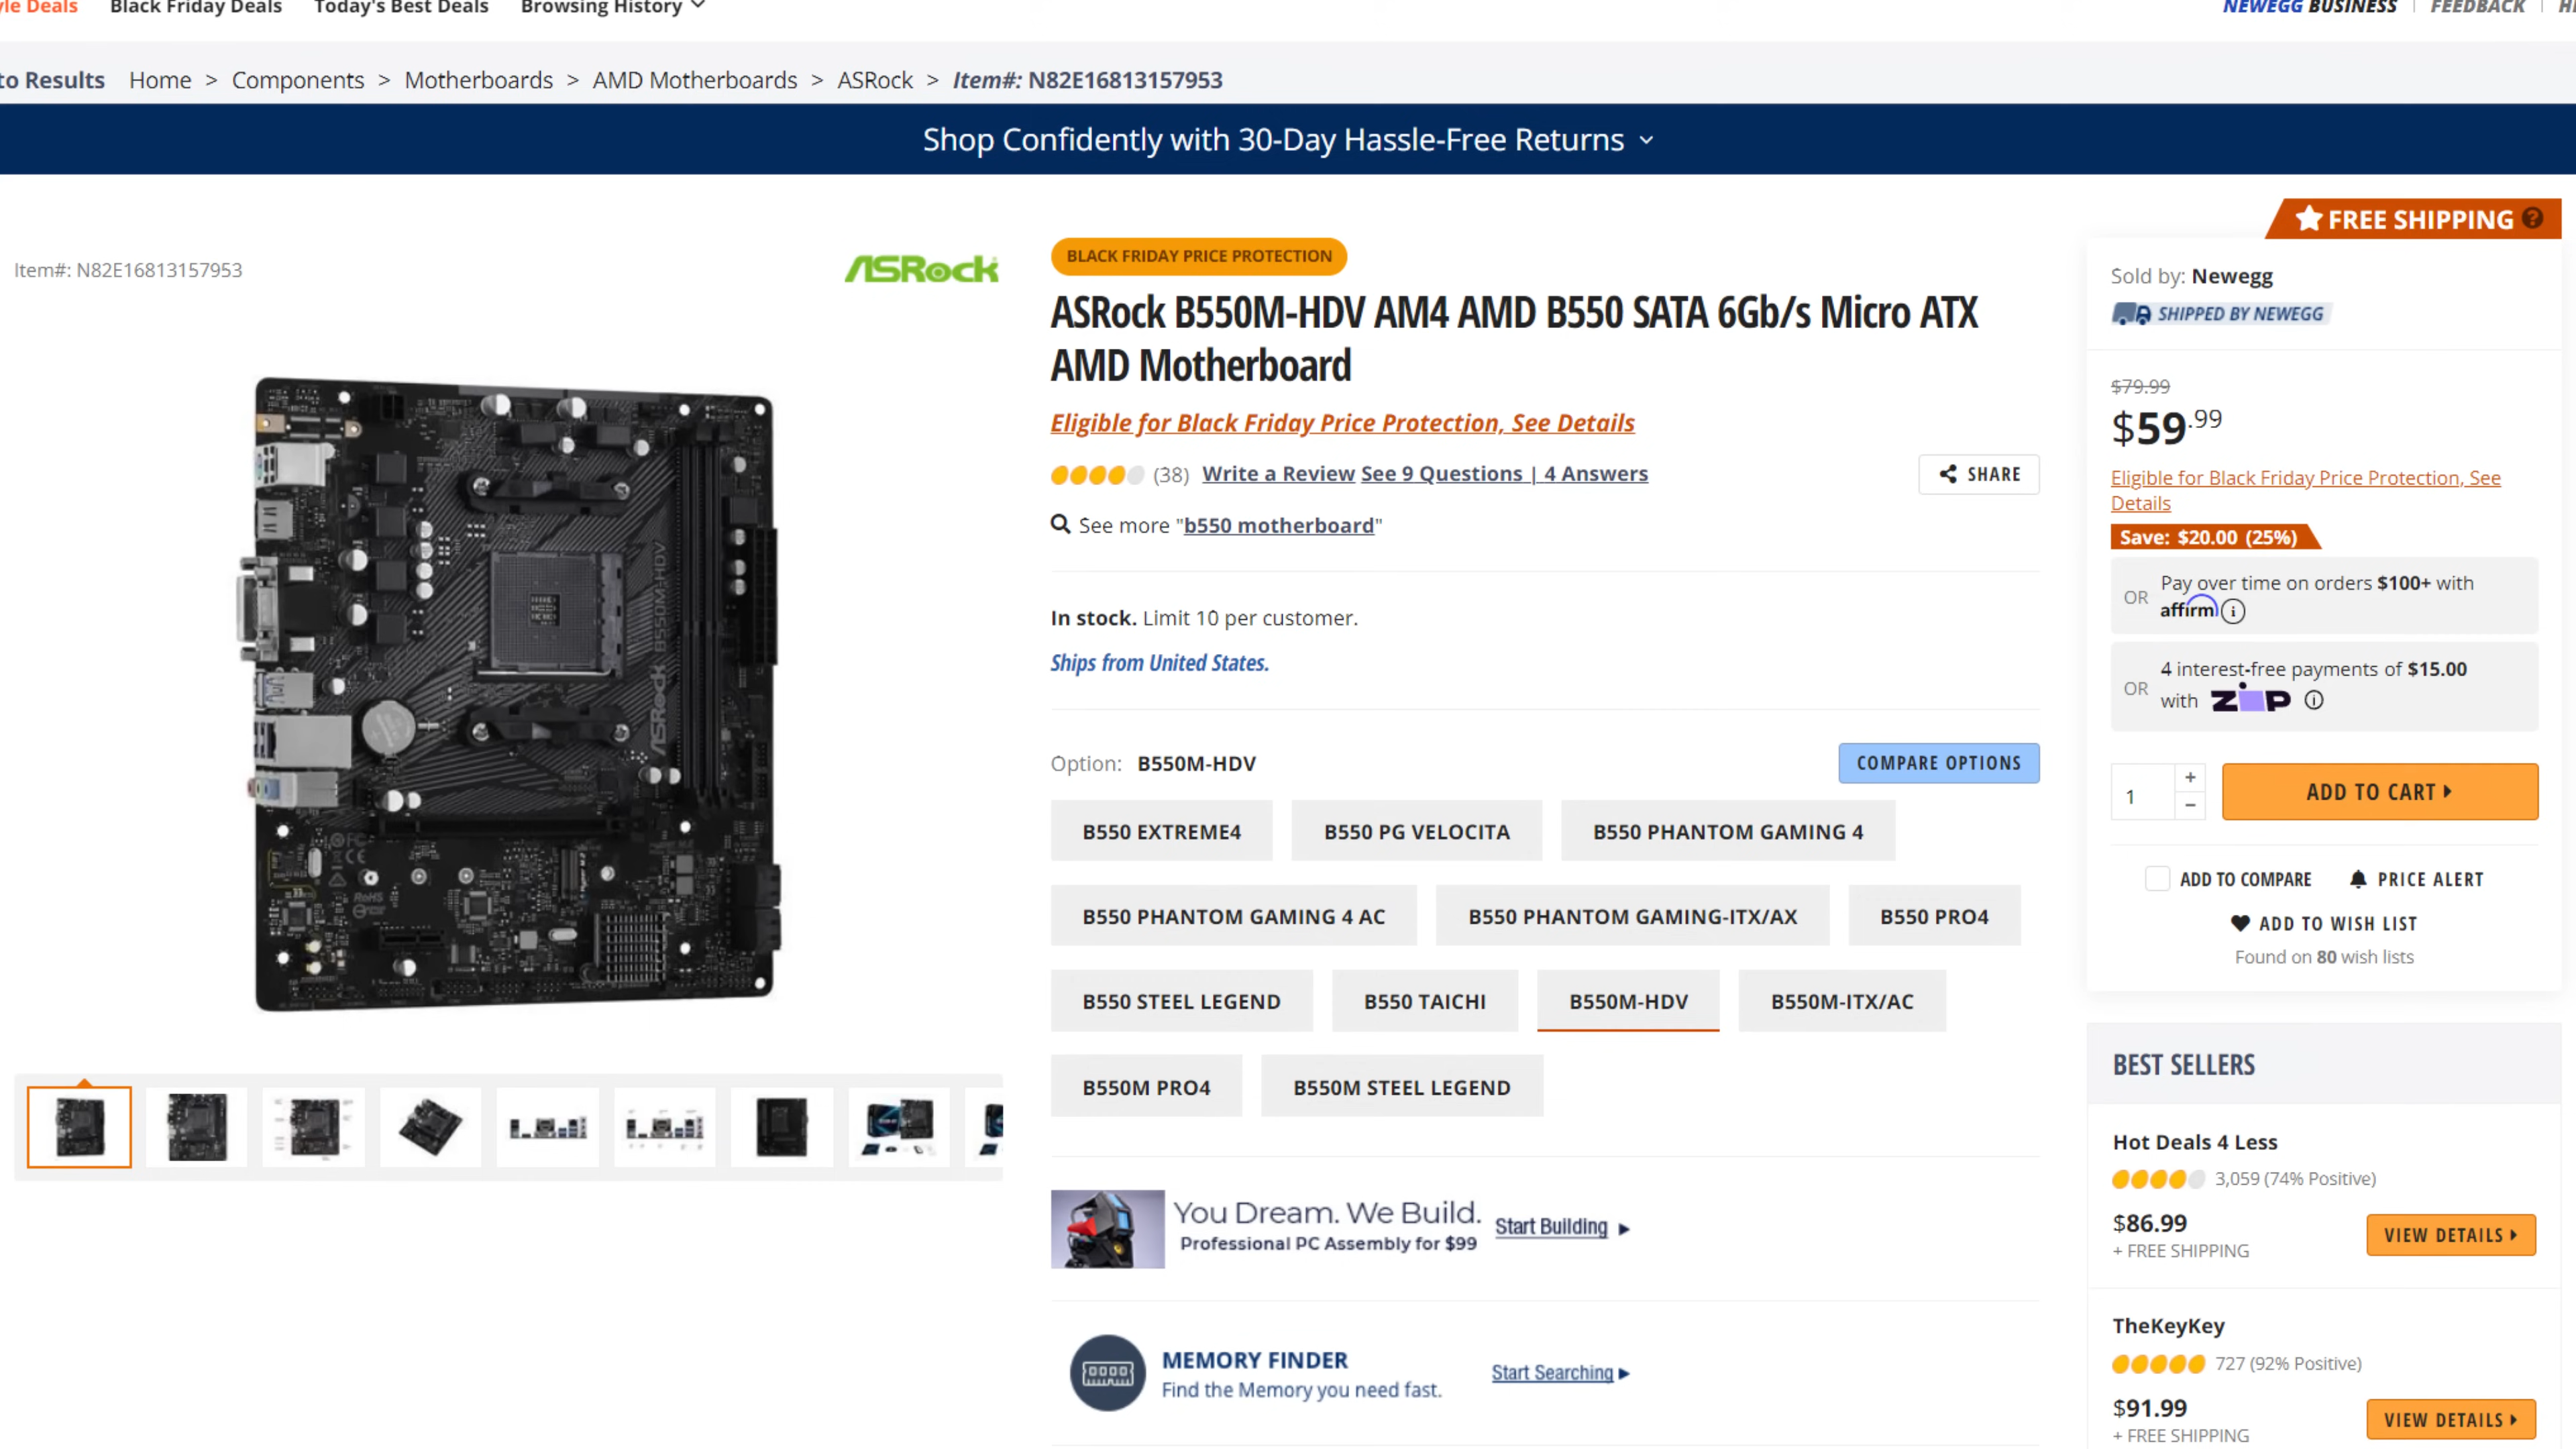 yle Deals Black Friday Deals Today's Best Deals Browsing History
NEWEGG BUSINESS FEEDBACK
to Results Home > Components > Motherboards > AMD Motherboards > ASRock > Item#: N82E16813157953
Shop Confidently with 30-Day Hassle-Free Returns
Item#: N82E16813157953
ASRock
ASRock B550M-HDV
RoHS
BLACK FRIDAY PRICE PROTECTION
ASRock B550M-HDV AM4 AMD B550 SATA 6Gb/s Micro ATX
AMD Motherboard
Eligible for Black Friday Price Protection, See Details
(38) Write a Review See 9 Questions | 4 Answers
SHARE
See more "b550 motherboard"
In stock. Limit 10 per customer.
Ships from United States.
Option: B550M-HDV
COMPARE OPTIONS
B550 EXTREME4 B550 PG VELOCITA B550 PHANTOM GAMING 4
B550 PHANTOM GAMING 4 AC B550 PHANTOM GAMING-ITX/AX B550 PRO4
B550 STEEL LEGEND B550 TAICHI B550M-HDV B550M-ITX/AC
B550M PRO4 B550M STEEL LEGEND
You Dream. We Build.
Professional PC Assembly for $99
Start Building
MEMORY FINDER
Find the Memory you need fast.
Start Searching
FREE SHIPPING ?
Sold by: Newegg
SHIPPED BY NEWEGG
$79.99
$59.99
Eligible for Black Friday Price Protection, See
Details
Save: $20.00 (25%)
OR Pay over time on orders $100+ with
affirm i
OR 4 interest-free payments of $15.00
with ZIP i
1 + −
ADD TO CART
ADD TO COMPARE PRICE ALERT
ADD TO WISH LIST
Found on 80 wish lists
BEST SELLERS
Hot Deals 4 Less
3,059 (74% Positive)
$86.99
+ FREE SHIPPING
VIEW DETAILS
TheKeyKey
727 (92% Positive)
$91.99
+ FREE SHIPPING
VIEW DETAILS